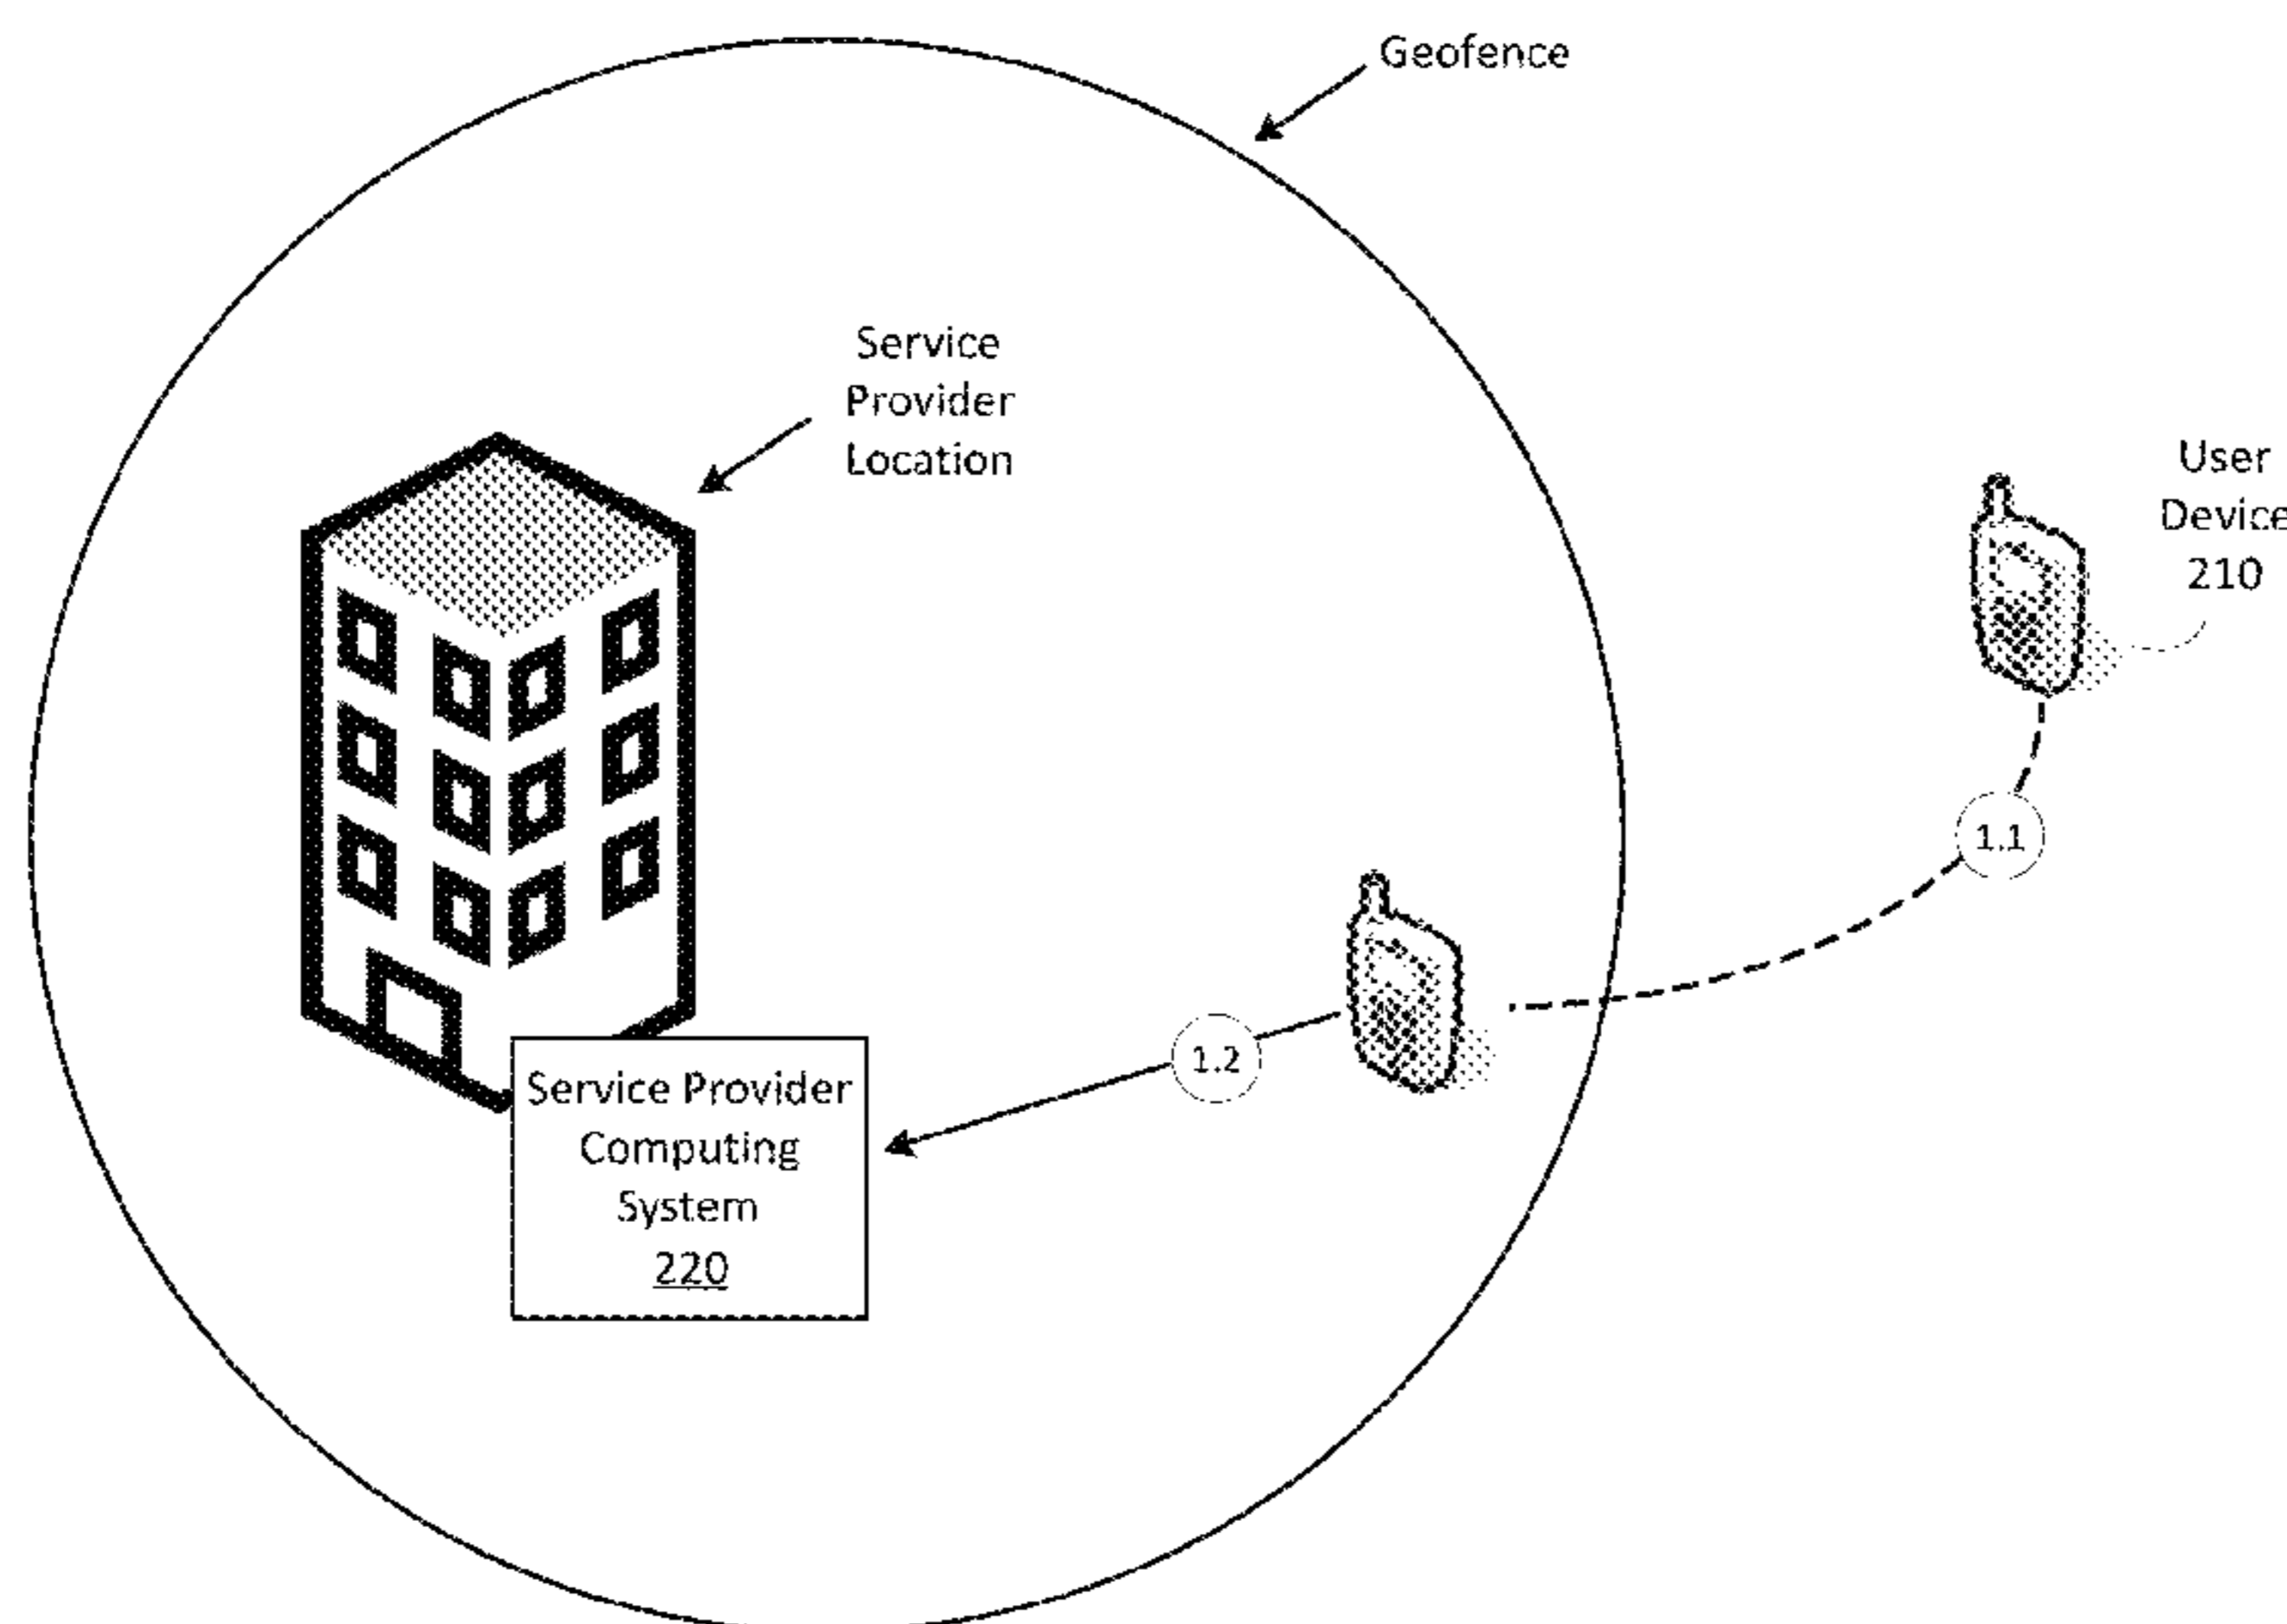 Geofence
Service
Provider
Location
User
Device
210
1.1
1.2
Service Provider
Computing
System
220